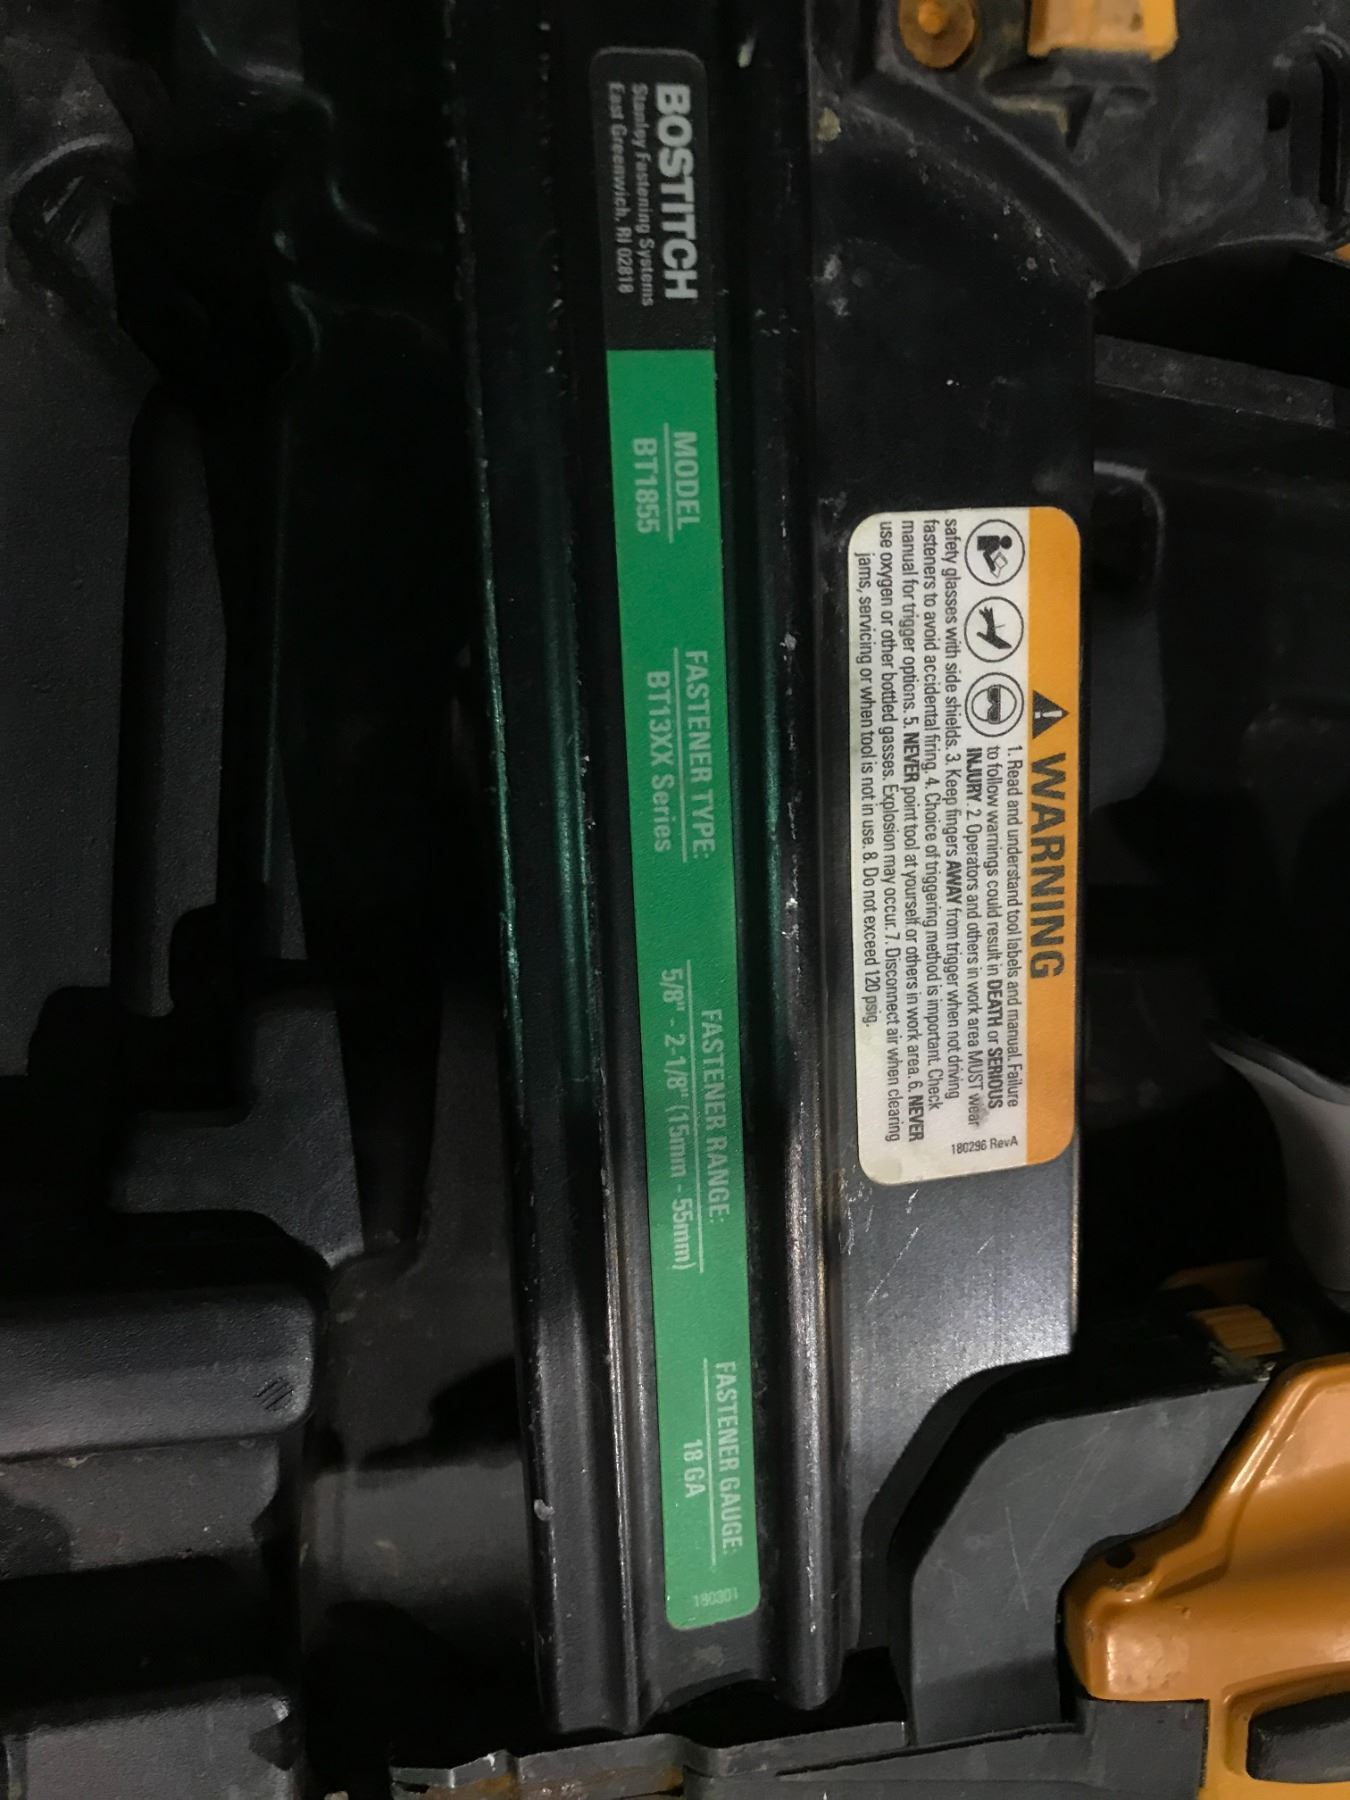 BOSTITCH
Stanley Fastening Systems
East Greenwich, RI 02818
MODEL
BT1855
FASTENER TYPE:
BT13XX Series
FASTENER RANGE:
5/8" - 2-1/8" (15mm - 55mm)
FASTENER GAUGE:
18 GA
180301
WARNING
1. Read and understand tool labels and manual. Failure
to follow warnings could result in DEATH or SERIOUS
INJURY. 2. Operators and others in work area MUST wear
safety glasses with side shields. 3. Keep fingers AWAY from trigger when not driving
fasteners to avoid accidental firing. 4. Choice of triggering method is important. Check
manual for trigger options. 5. NEVER point tool at yourself or others in work area. 6. NEVER
use oxygen or other bottled gasses. Explosion may occur. 7. Disconnect air when clearing
jams, servicing or when tool is not in use. 8. Do not exceed 120 psig.
180296 RevA